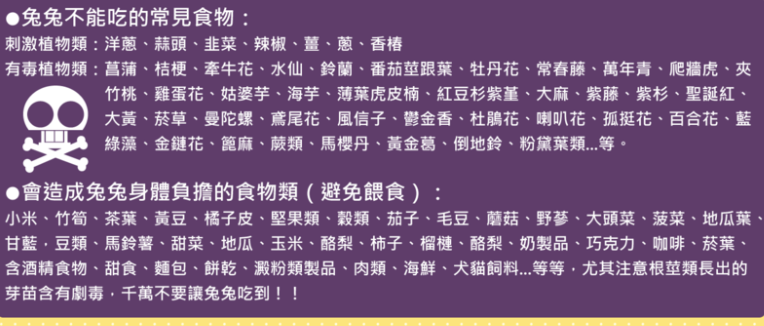 ●兔兔不能吃的常見食物：
刺激植物類：洋蔥、蒜頭、韭菜、辣椒、薑、蔥、香椿
有毒植物類：菖蒲、桔梗、牽牛花、水仙、鈴蘭、番茄莖跟葉、牡丹花、常春藤、萬年青、爬牆虎、夾
竹桃、雞蛋花、姑婆芋、海芋、薄葉虎皮楠、紅豆杉紫堇、大麻、紫藤、紫杉、聖誕紅、
大黃、菸草、曼陀螺、鳶尾花、風信子、鬱金香、杜鵑花、喇叭花、孤挺花、百合花、藍
綠藻、金鏈花、篦麻、蕨類、馬櫻丹、黃金葛、倒地鈴、粉黛葉類...等。
●會造成兔兔身體負擔的食物類（避免餵食）：
小米、竹筍、茶葉、黃豆、橘子皮、堅果類、穀類、茄子、毛豆、蘑菇、野蔘、大頭菜、菠菜、地瓜葉、
甘藍，豆類、馬鈴薯、甜菜、地瓜、玉米、酪梨、柿子、榴槤、酪梨、奶製品、巧克力、咖啡、菸葉、
含酒精食物、甜食、麵包、餅乾、澱粉類製品、肉類、海鮮、犬貓飼料...等等，尤其注意根莖類長出的
芽苗含有劇毒，千萬不要讓兔兔吃到！！